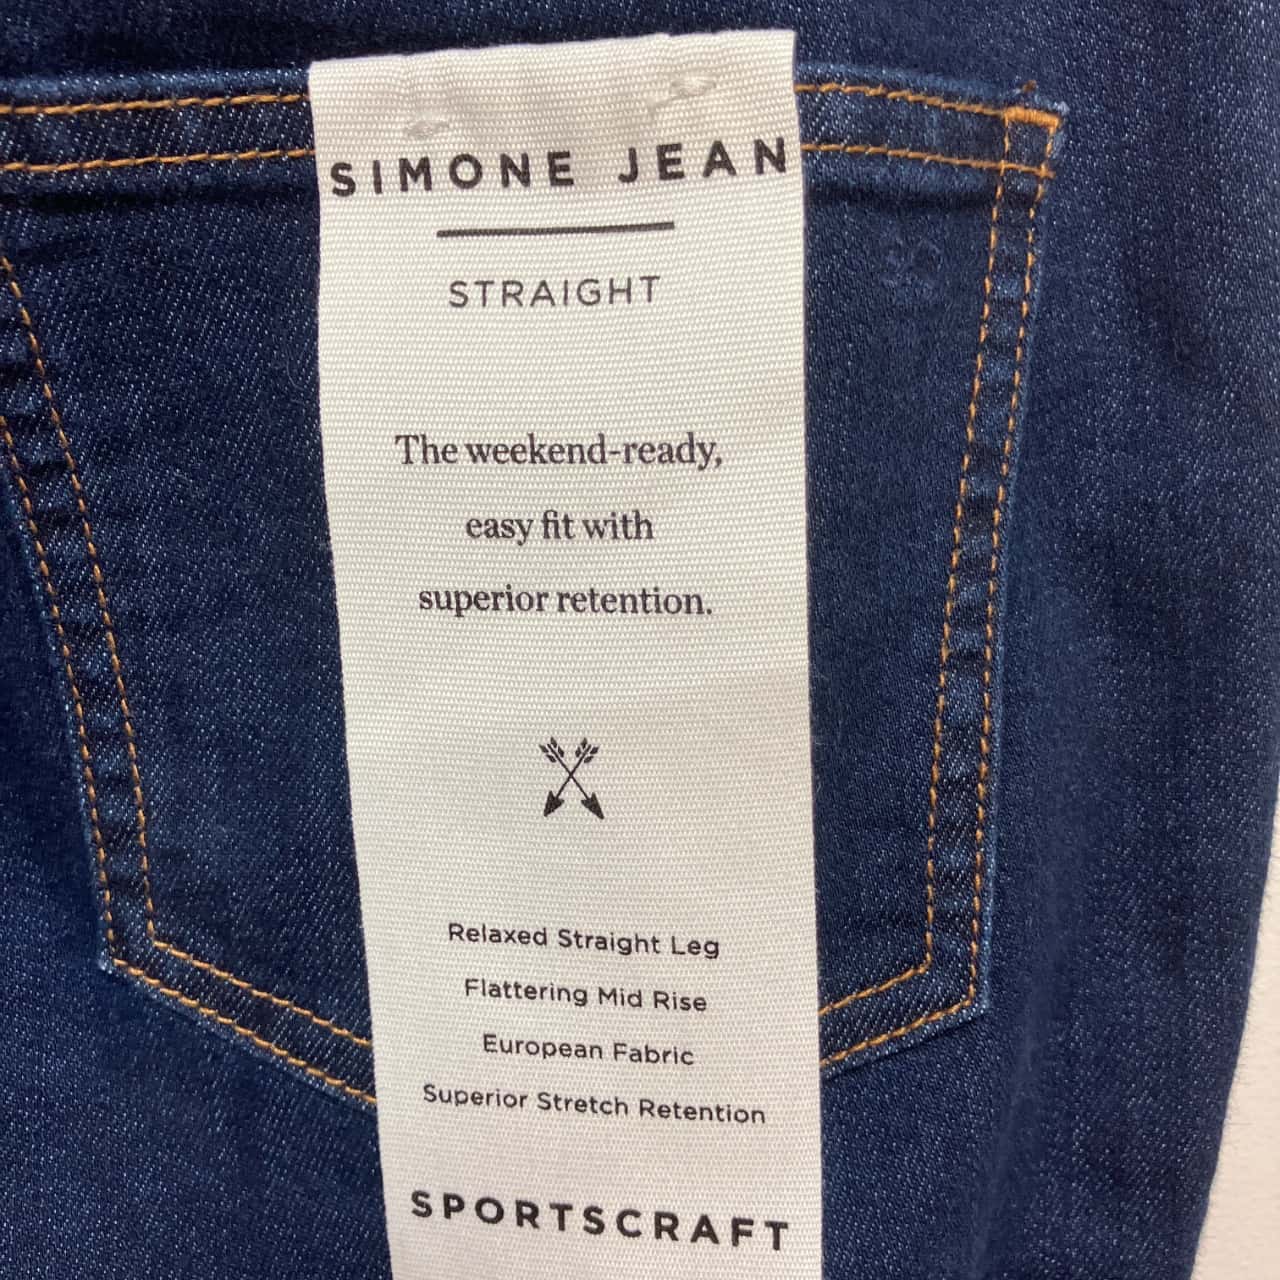 SIMONE JEAN
STRAIGHT
The weekend-ready,
easy fit with
superior retention.
Relaxed Straight Leg
Flattering Mid Rise
European Fabric
Superior Stretch Retention
SPORTSCRAFT